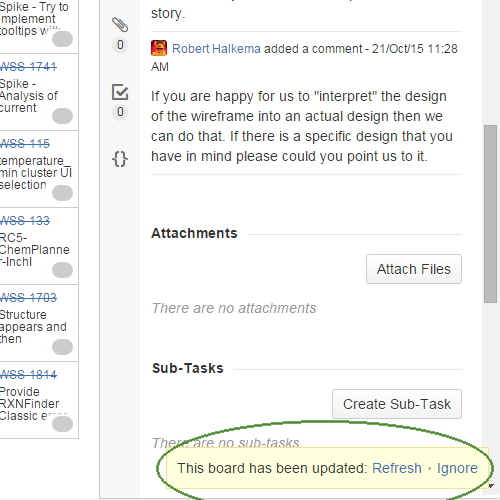 Spike - Try to
implement
tooltips with
WSS-1741
Spike -
Analysis of
current
WSS-115
temperature_
min cluster UI
selection
WSS-133
RC5-
ChemPlanne
r-InchI
WSS-1703
Structure
appears and
then
WSS-1814
Provide
RXNFinder
Classic error
0
0
{}
story.
Robert Halkema added a comment - 21/Oct/15 11:28
AM
If you are happy for us to "interpret" the design
of the wireframe into an actual design then we
can do that. If there is a specific design that you
have in mind please could you point us to it.
Attachments
Attach Files
There are no attachments
Sub-Tasks
Create Sub-Task
There are no sub-tasks
This board has been updated: Refresh • Ignore